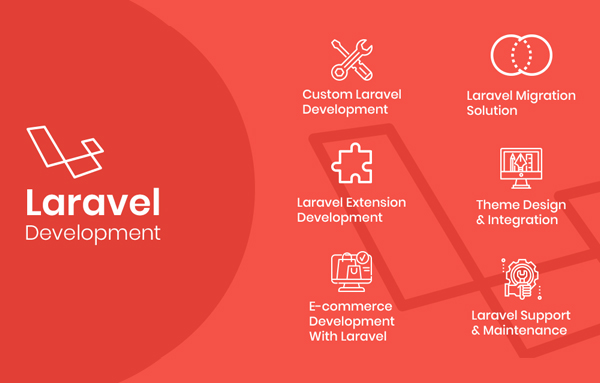 Laravel
Development
Custom Laravel
Development
Laravel Migration
Solution
Laravel Extension
Development
Theme Design
& Integration
E-commerce
Development
With Laravel
Laravel Support
& Maintenance